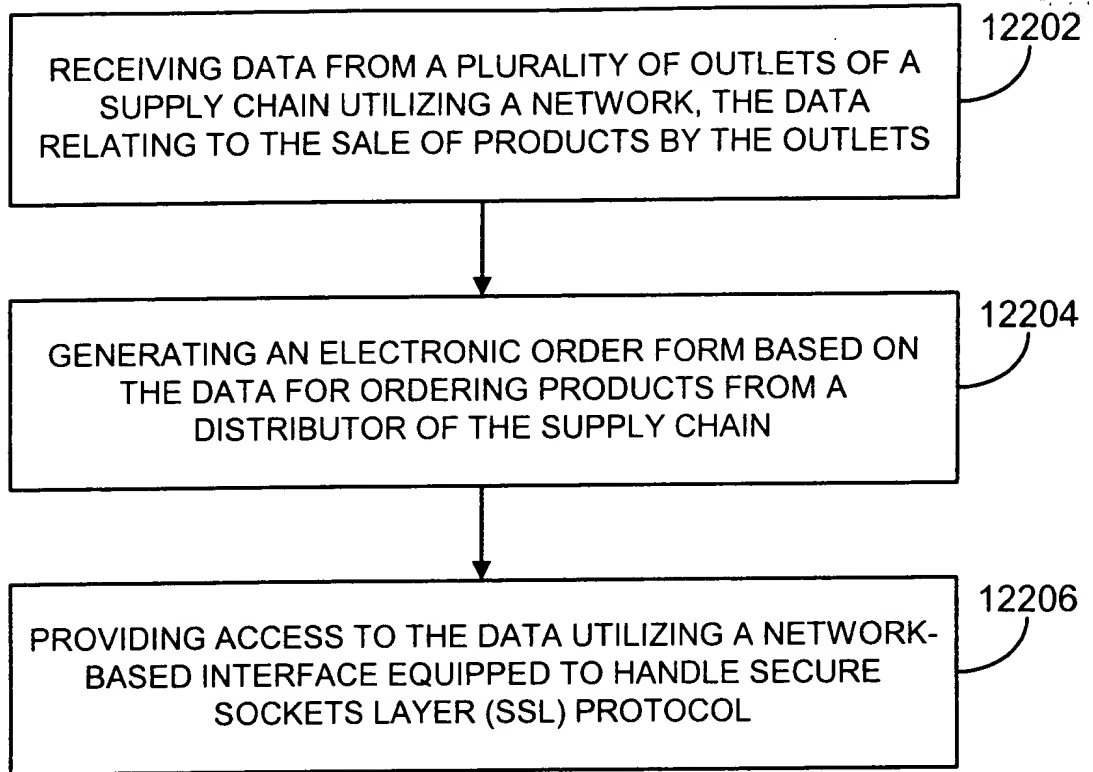 12202
RECEIVING DATA FROM A PLURALITY OF OUTLETS OF A
SUPPLY CHAIN UTILIZING A NETWORK, THE DATA
RELATING TO THE SALE OF PRODUCTS BY THE OUTLETS
12204
GENERATING AN ELECTRONIC ORDER FORM BASED ON
THE DATA FOR ORDERING PRODUCTS FROM A
DISTRIBUTOR OF THE SUPPLY CHAIN
12206
PROVIDING ACCESS TO THE DATA UTILIZING A NETWORK-
BASED INTERFACE EQUIPPED TO HANDLE SECURE
SOCKETS LAYER (SSL) PROTOCOL